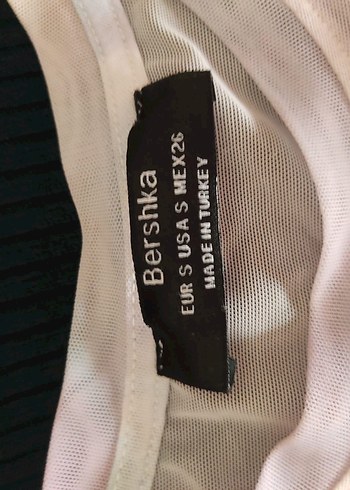 Bershka
EUR S USA S MEX 26
MADE IN TURKEY